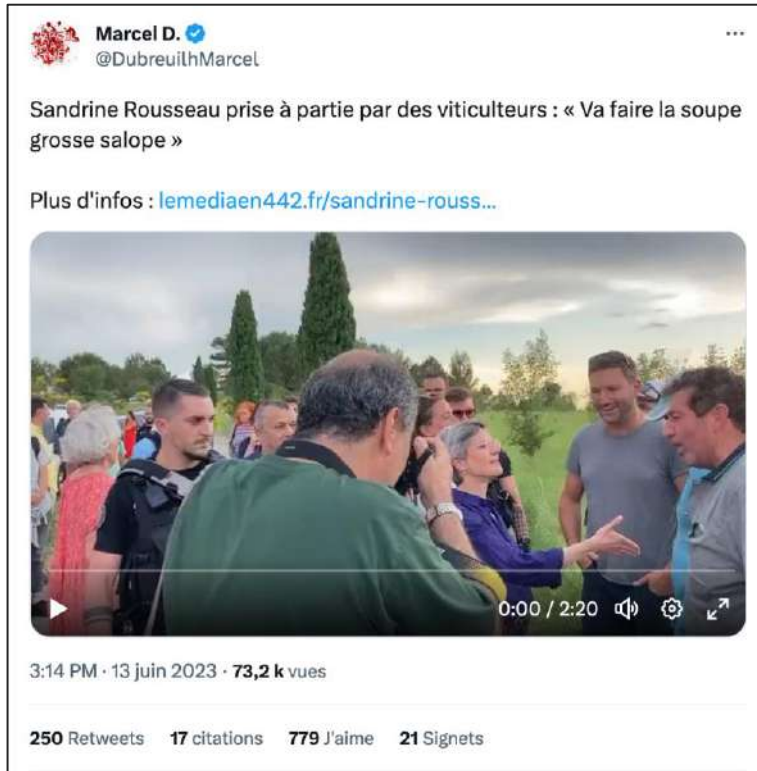 Marcel D.
@DubreuilhMarcel
Sandrine Rousseau prise à partie par des viticulteurs : « Va faire la soupe
grosse salope »
Plus d'infos : lemediaen442.fr/sandrine-rouss...
0:00 / 2:20
3:14 PM · 13 juin 2023 · 73,2 k vues
250 Retweets 17 citations 779 J'aime 21 Signets